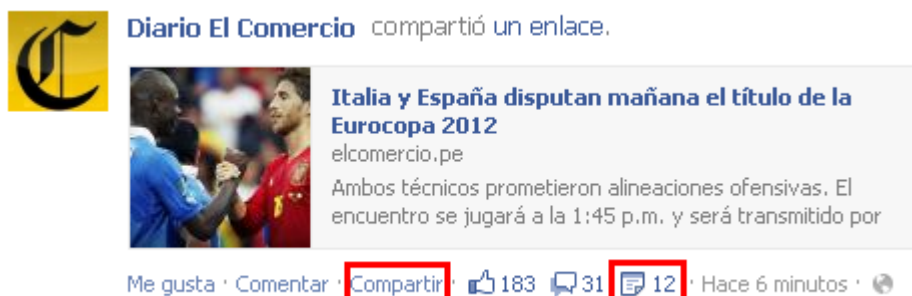 C
Diario El Comercio compartió un enlace.
Italia y España disputan mañana el título de la
Eurocopa 2012
elcomercio.pe
Ambos técnicos prometieron alineaciones ofensivas. El
encuentro se jugará a la 1:45 p.m. y será transmitido por
Me gusta · Comentar · Compartir · 183 31 12 · Hace 6 minutos ·